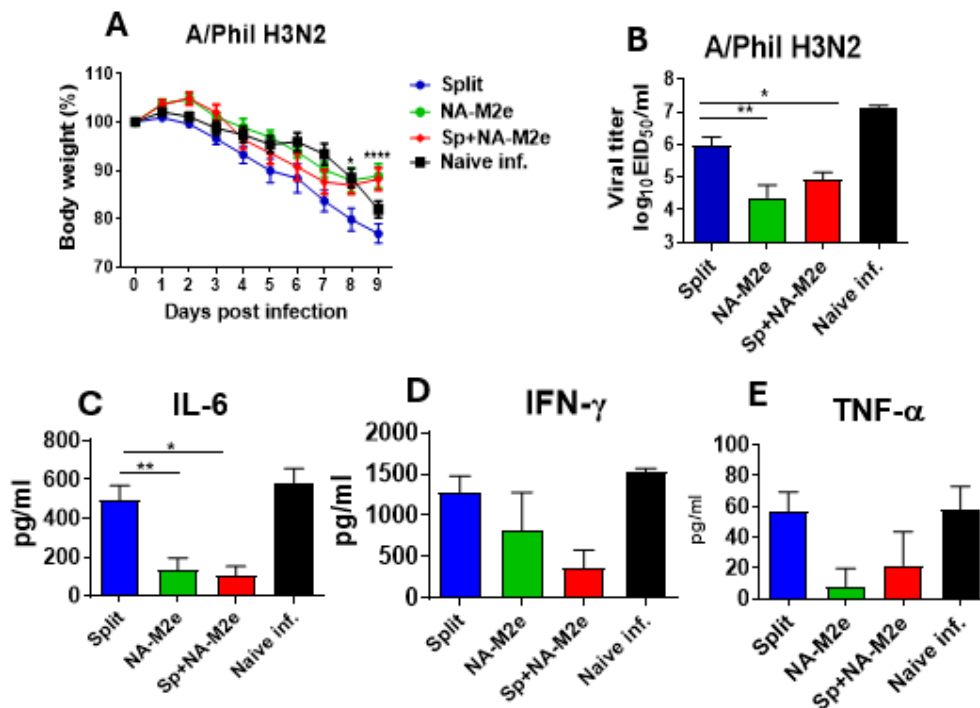 A
A/Phil H3N2
Body weight (%)
110
100
90
80
70
* ****
0 1 2 3 4 5 6 7 8 9
Days post infection
Split
NA-M2e
Sp+NA-M2e
Naive inf.
B
A/Phil H3N2
Viral titer
log10 EID50/ml
7
6
5
4
3
*
**
Split
NA-M2e
Sp+NA-M2e
Naive inf.
C
IL-6
pg/ml
800
600
400
200
0
*
**
Split
NA-M2e
Sp+NA-M2e
Naive inf.
D
IFN-γ
pg/ml
2000
1500
1000
500
0
Split
NA-M2e
Sp+NA-M2e
Naive inf.
E
TNF-α
pg/ml
100
80
60
40
20
0
Split
NA-M2e
Sp+NA-M2e
Naive inf.